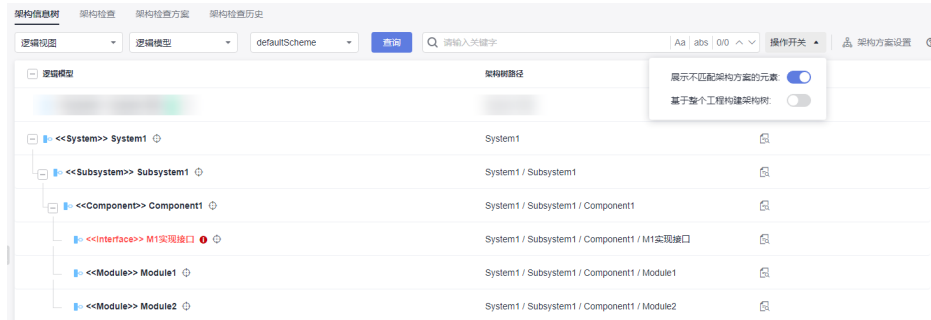 架构信息树 架构检查 架构检查方案 架构检查历史
逻辑视图 逻辑模型 defaultScheme 查询 请输入关键字 Aa abs 0/0 操作开关 架构方案设置
逻辑模型 架构树路径
展示不匹配架构方案的元素:
基于整个工程构建架构树:
<<System>> System1 System1
<<Subsystem>> Subsystem1 System1 / Subsystem1
<<Component>> Component1 System1 / Subsystem1 / Component1
<<Interface>> M1实现接口 System1 / Subsystem1 / Component1 / M1实现接口
<<Module>> Module1 System1 / Subsystem1 / Component1 / Module1
<<Module>> Module2 System1 / Subsystem1 / Component1 / Module2